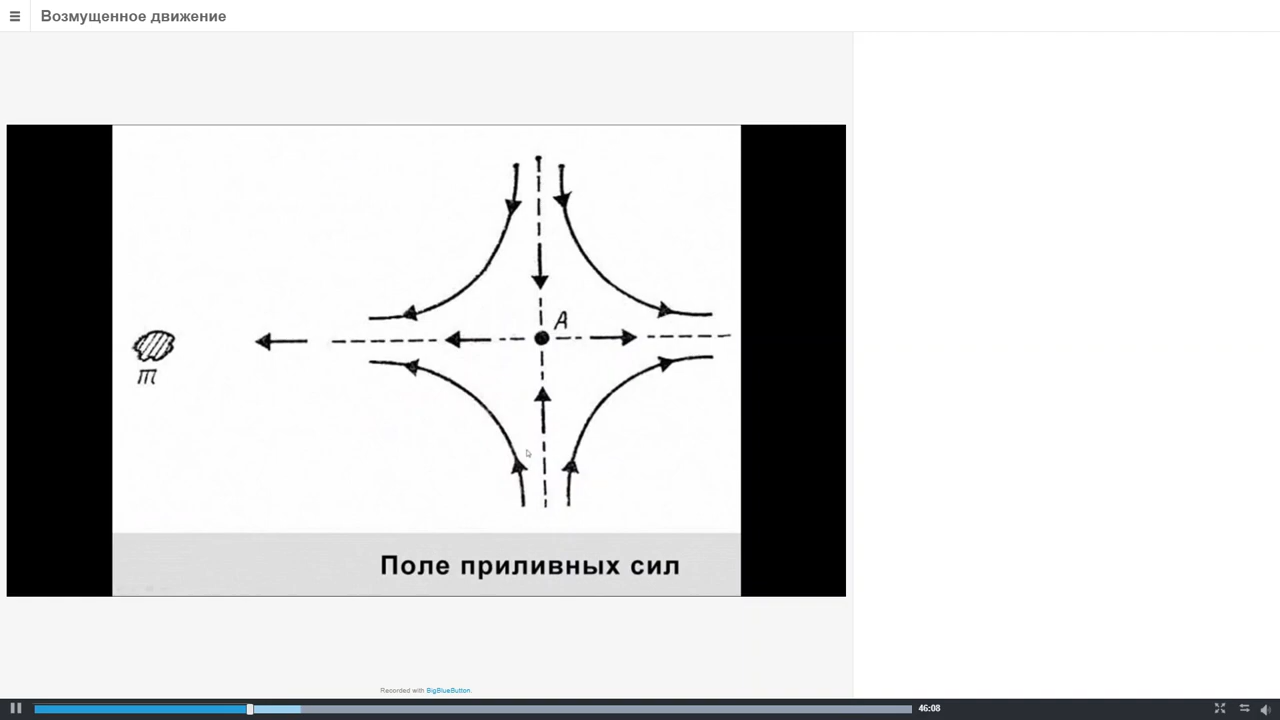 Возмущенное движение
A
m
Поле приливных сил
Recorded with BigBlueButton.
46:08